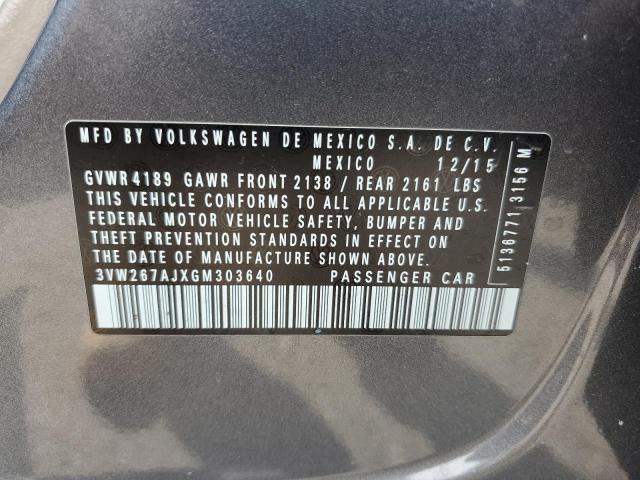 MFD BY VOLKSWAGEN DE MEXICO S.A. DE C.V.
MEXICO 12/15
GVWR4189 GAWR FRONT 2138 / REAR 2161 LBS
THIS VEHICLE CONFORMS TO ALL APPLICABLE U.S.
FEDERAL MOTOR VEHICLE SAFETY, BUMPER AND
THEFT PREVENTION STANDARDS IN EFFECT ON
THE DATE OF MANUFACTURE SHOWN ABOVE.
3VW267AJXGM303640 PASSENGER CAR
5136771 3156 M